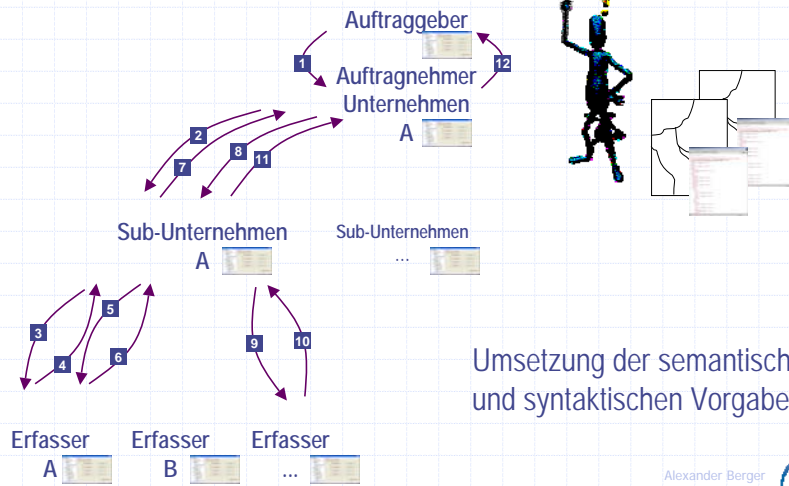 Auftraggeber
1
12
Auftragnehmer
Unternehmen
A
2
7
8
11
Sub-Unternehmen
A
Sub-Unternehmen
...
3
4
5
6
9
10
Umsetzung der semantisch
und syntaktischen Vorgabe
Erfasser
A
Erfasser
B
Erfasser
...
Alexander Berger